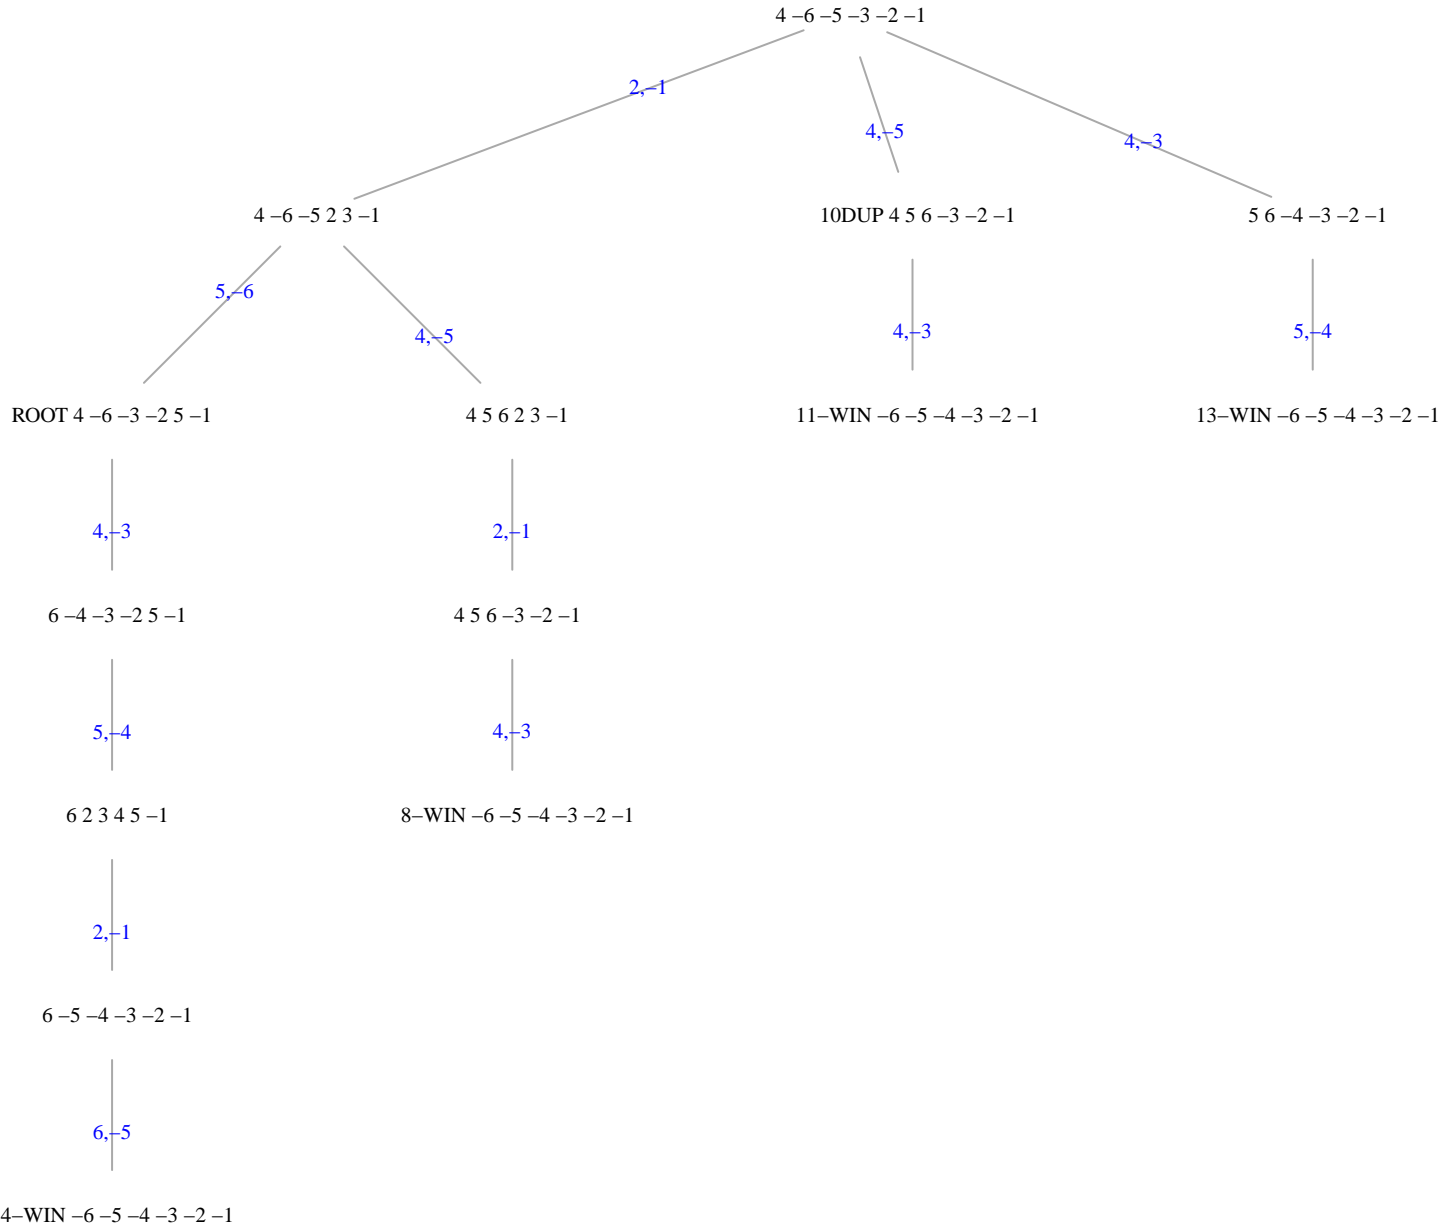 4 –6 –5 –3 –2 –1
2,–1
4,–5
4,–3
4 –6 –5 2 3 –1
10DUP 4 5 6 –3 –2 –1
5 6 –4 –3 –2 –1
5,–6
4,–5
4,–3
5,–4
ROOT 4 –6 –3 –2 5 –1
4 5 6 2 3 –1
11–WIN –6 –5 –4 –3 –2 –1
13–WIN –6 –5 –4 –3 –2 –1
4,–3
2,–1
6 –4 –3 –2 5 –1
4 5 6 –3 –2 –1
5,–4
4,–3
6 2 3 4 5 –1
8–WIN –6 –5 –4 –3 –2 –1
2,–1
6 –5 –4 –3 –2 –1
6,–5
4–WIN –6 –5 –4 –3 –2 –1